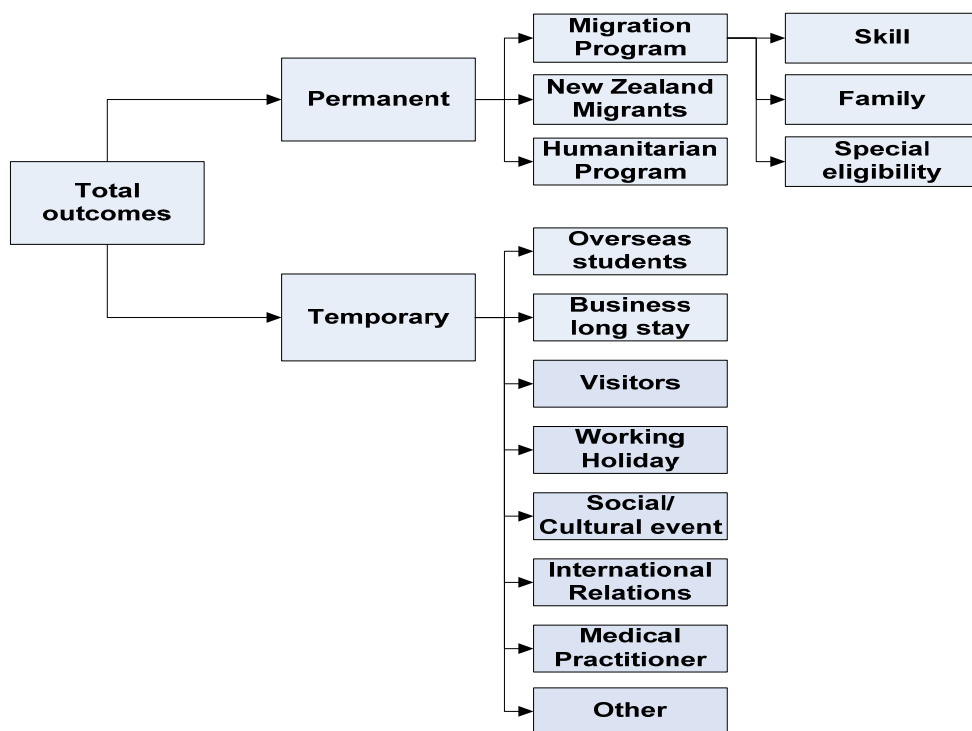 Total
outcomes
Permanent
Migration
Program
New Zealand
Migrants
Humanitarian
Program
Skill
Family
Special
eligibility
Temporary
Overseas
students
Business
long stay
Visitors
Working
Holiday
Social/
Cultural event
International
Relations
Medical
Practitioner
Other